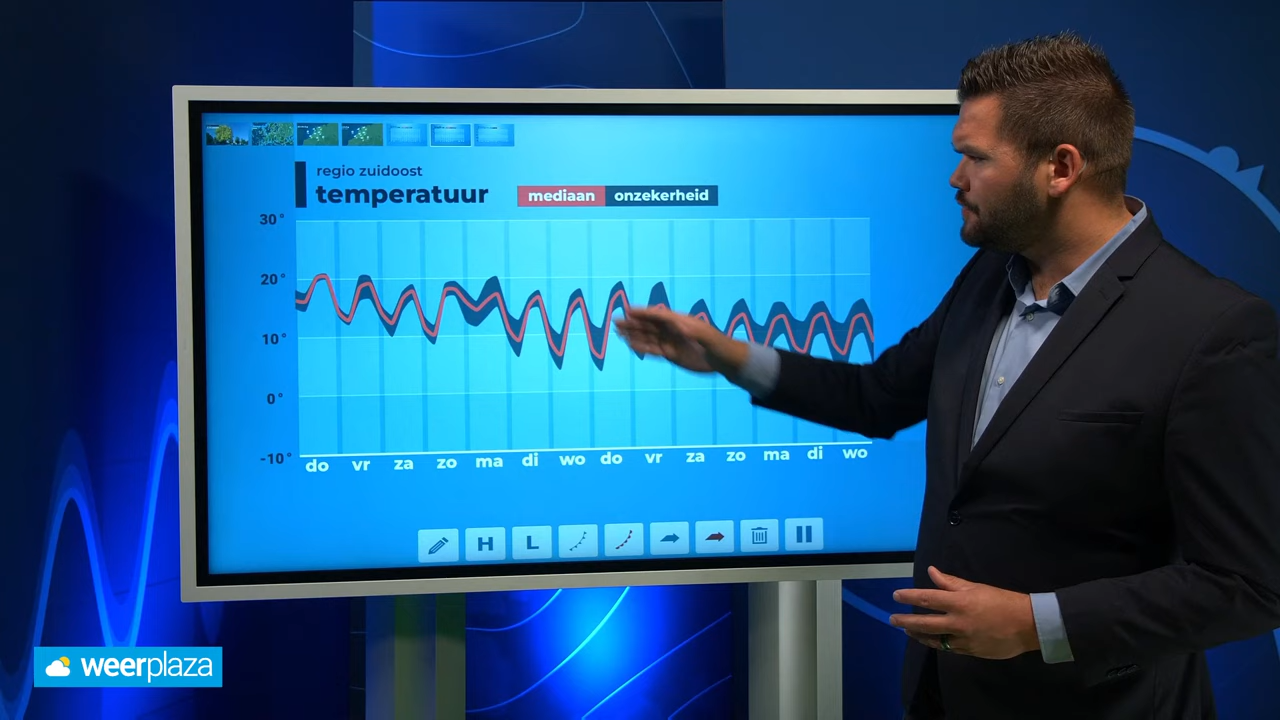 regio zuidoost
temperatuur
mediaan onzekerheid
30°
20°
10°
0°
-10°
do vr za zo ma di wo do vr za zo ma di wo
H L
weerplaza